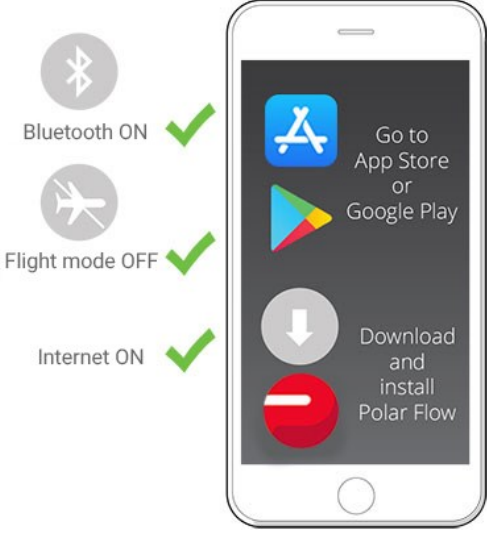 Bluetooth ON
Flight mode OFF
Internet ON
Go to
App Store
or
Google Play
Download
and
install
Polar Flow